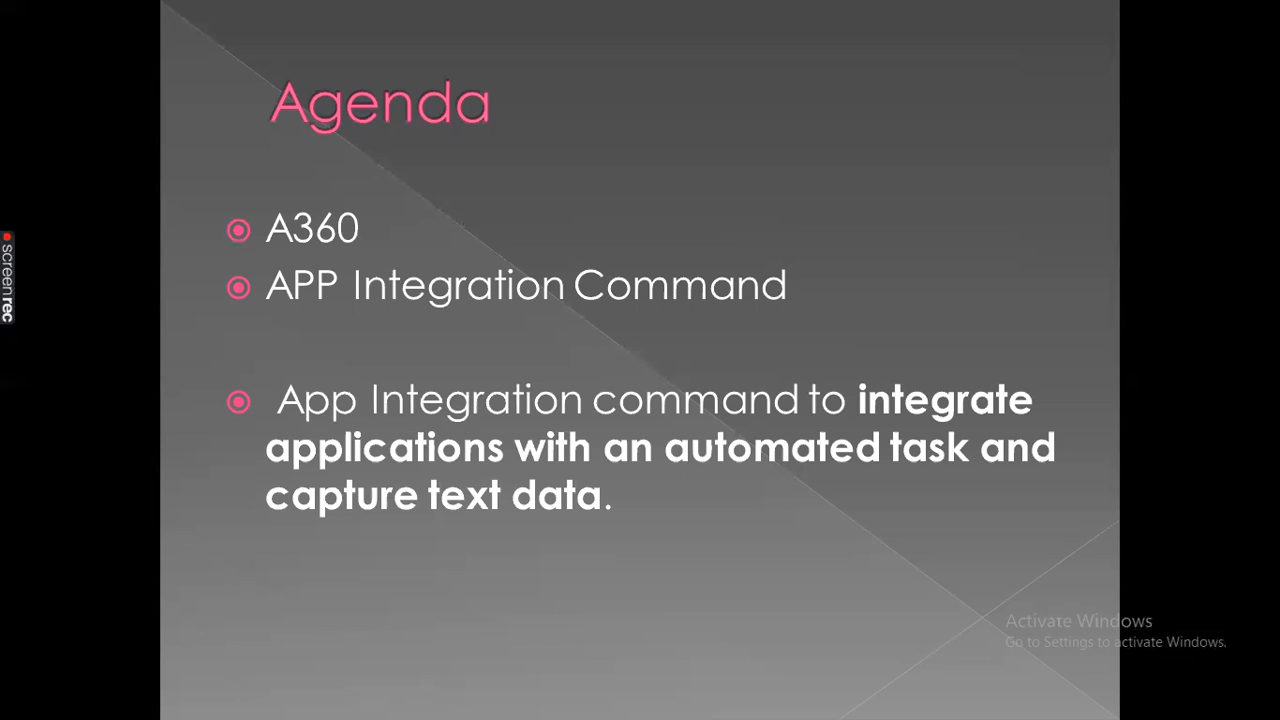 Agenda
A360
APP Integration Command
App Integration command to integrate
applications with an automated task and
capture text data.
screenrec
Activate Windows
Go to Settings to activate Windows.